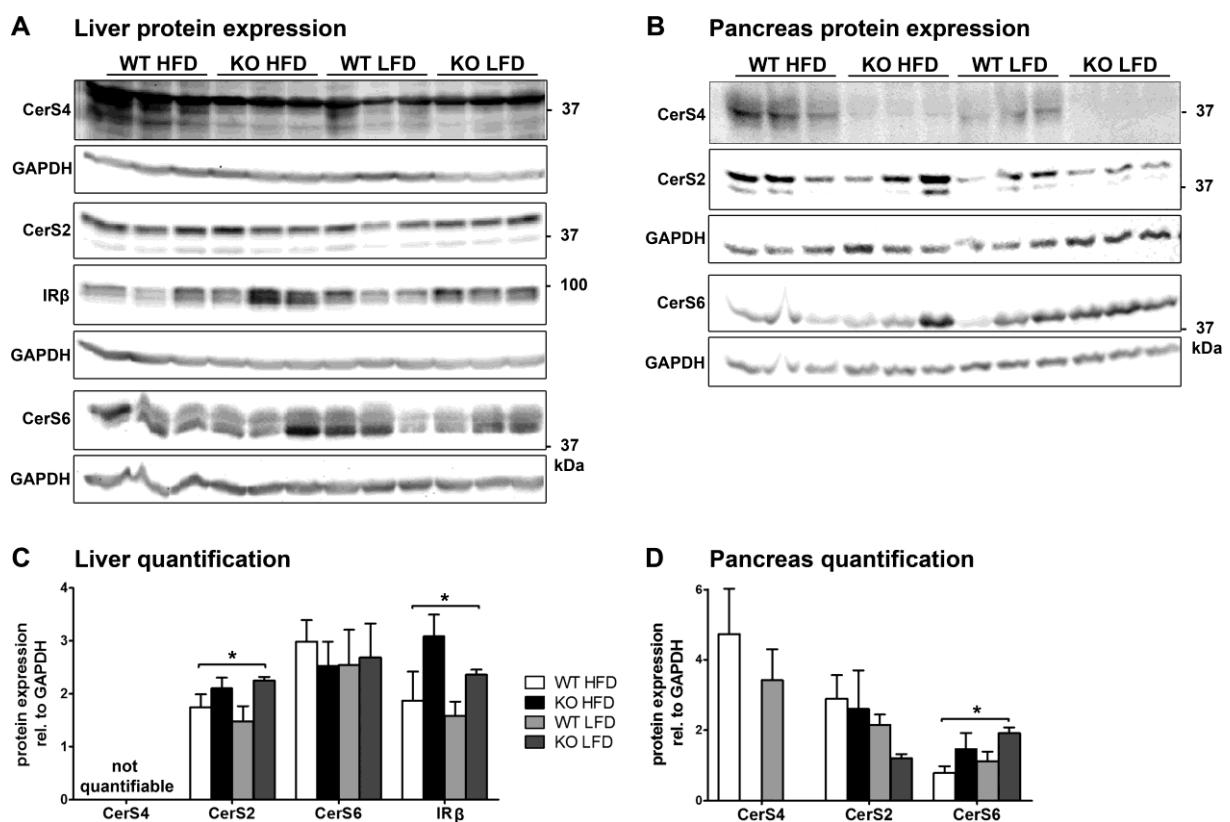 A Liver protein expression
WT HFD KO HFD WT LFD KO LFD
CerS4
37
GAPDH
CerS2
37
IRβ
100
GAPDH
CerS6
37
kDa
GAPDH
B Pancreas protein expression
WT HFD KO HFD WT LFD KO LFD
CerS4
37
CerS2
37
GAPDH
CerS6
37
kDa
GAPDH
C Liver quantification
protein expression
rel. to GAPDH
4
3
2
1
0
*
*
not
quantifiable
CerS4 CerS2 CerS6 IRβ
WT HFD
KO HFD
WT LFD
KO LFD
D Pancreas quantification
protein expression
rel. to GAPDH
6
4
2
0
*
CerS4 CerS2 CerS6